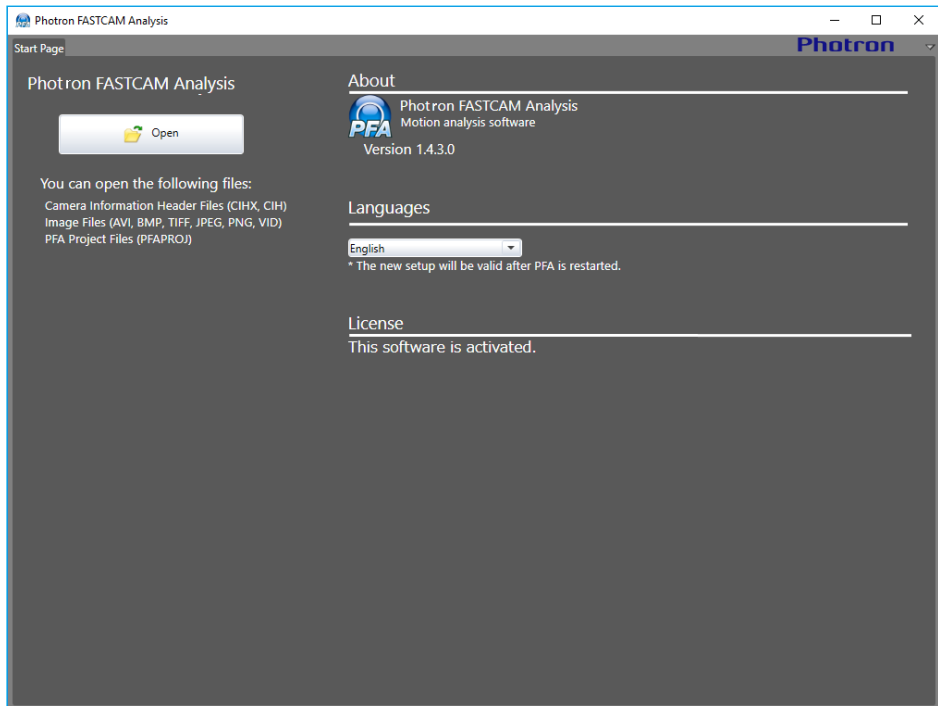 Photron FASTCAM Analysis
Start Page
Photron
Photron FASTCAM Analysis
Open
You can open the following files:
Camera Information Header Files (CIHX, CIH)
Image Files (AVI, BMP, TIFF, JPEG, PNG, VID)
PFA Project Files (PFAPROJ)
About
PFA
Photron FASTCAM Analysis
Motion analysis software
Version 1.4.3.0
Languages
English
* The new setup will be valid after PFA is restarted.
License
This software is activated.